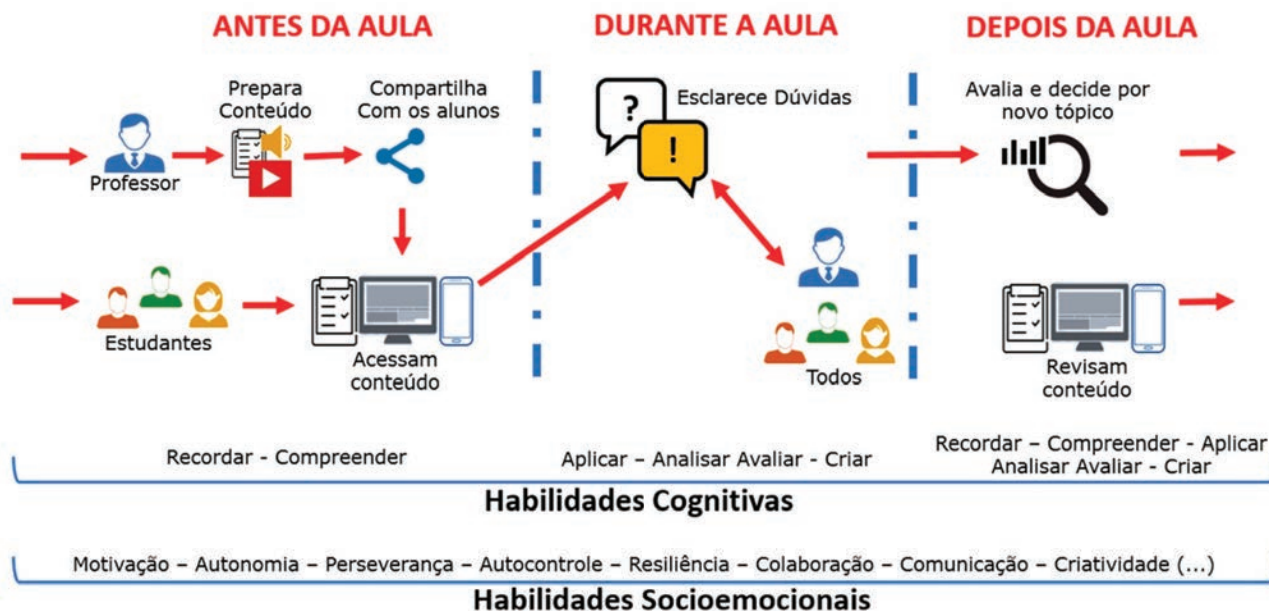 ANTES DA AULA
Prepara
Conteúdo
Compartilha
Com os alunos
Professor
Estudantes
Acessam
conteúdo
DURANTE A AULA
?
!
Esclarece Dúvidas
Todos
DEPOIS DA AULA
Avalia e decide por
novo tópico
Revisam
conteúdo
Recordar - Compreender
Aplicar – Analisar Avaliar - Criar
Recordar – Compreender - Aplicar
Analisar Avaliar - Criar
Habilidades Cognitivas
Motivação – Autonomia – Perseverança – Autocontrole – Resiliência – Colaboração – Comunicação – Criatividade (...)
Habilidades Socioemocionais